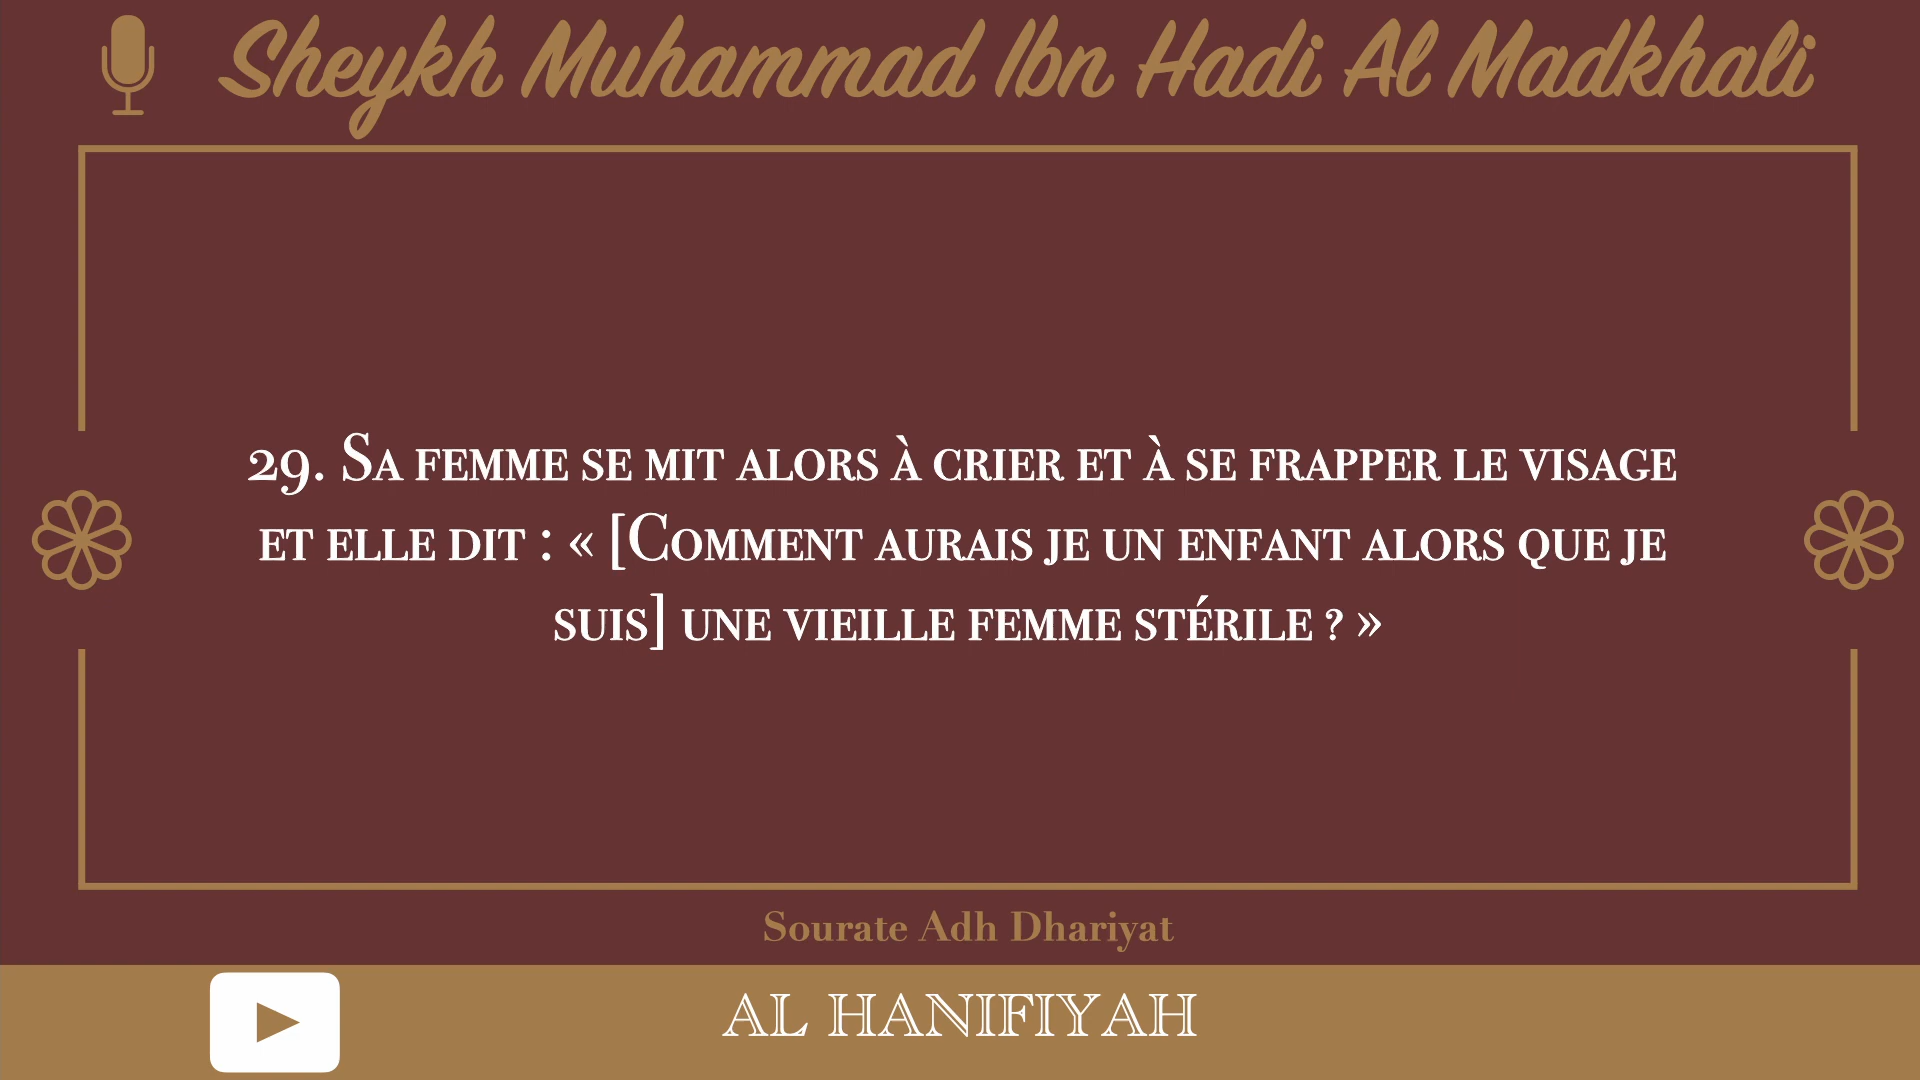 Sheykh Muhammad Ibn Hadi Al Madkhali
29. Sa femme se mit alors à crier et à se frapper le visage
et elle dit : « [Comment aurais je un enfant alors que je
suis] une vieille femme stérile ? »
Sourate Adh Dhariyat
AL HANIFIYAH